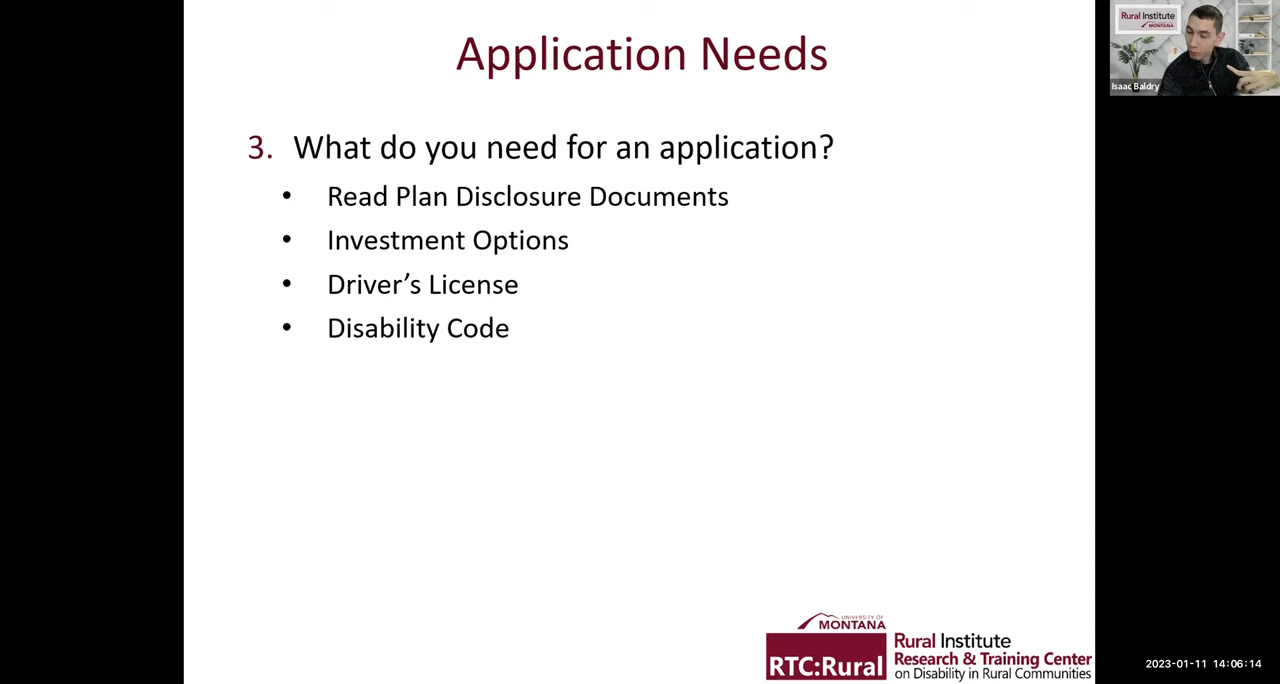 Application Needs
3. What do you need for an application?
• Read Plan Disclosure Documents
• Investment Options
• Driver’s License
• Disability Code
Rural Institute
MONTANA
Isaac Baldry
UNIVERSITY OF
MONTANA
RTC:Rural
Rural Institute
Research & Training Center
on Disability in Rural Communities
2023-01-11 14:06:14